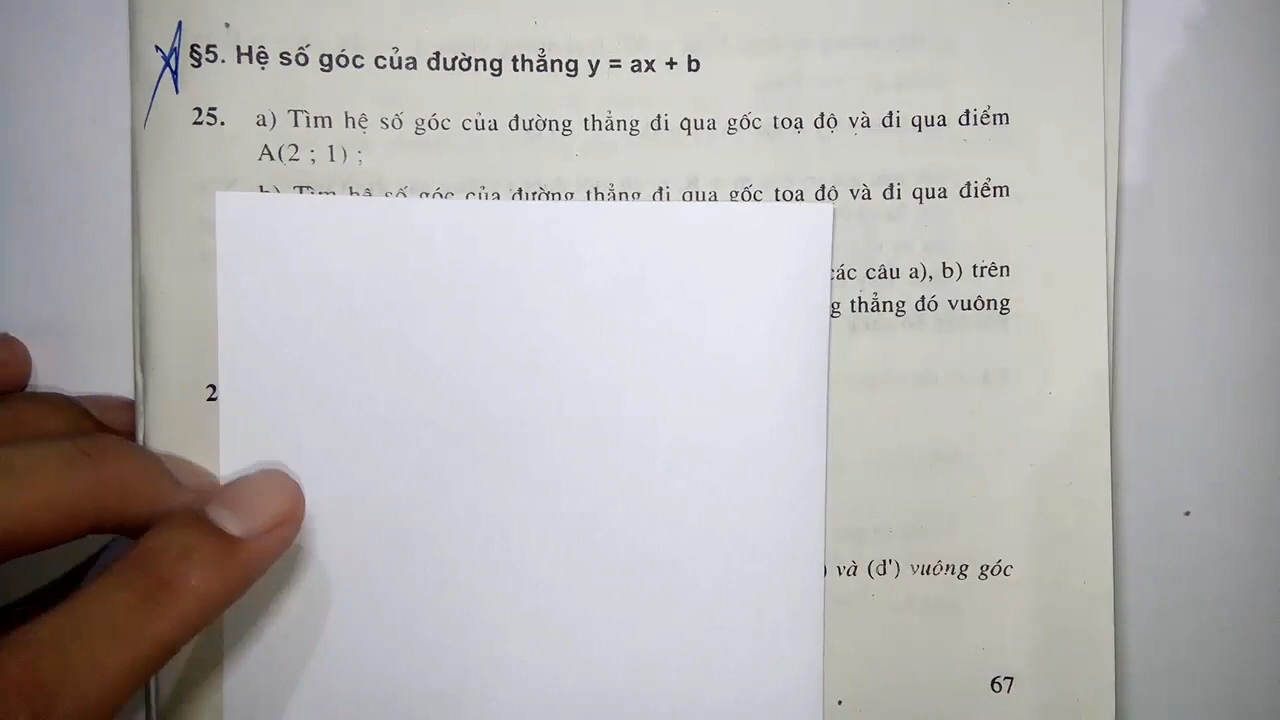 §5. Hệ số góc của đường thẳng y = ax + b
25. a) Tìm hệ số góc của đường thẳng đi qua gốc toạ độ và đi qua điểm
A(2 ; 1) ;
b) Tìm hệ số góc của đường thẳng đi qua gốc toạ độ và đi qua điểm
các câu a), b) trên
thẳng đó vuông
2
và (d') vuông góc
67